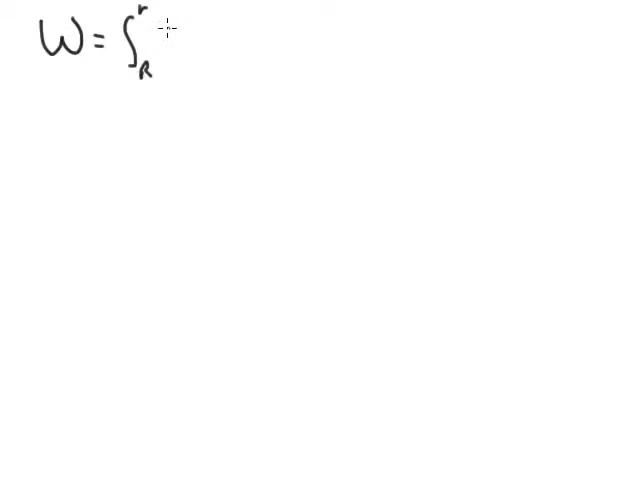 W = ∫_R^r